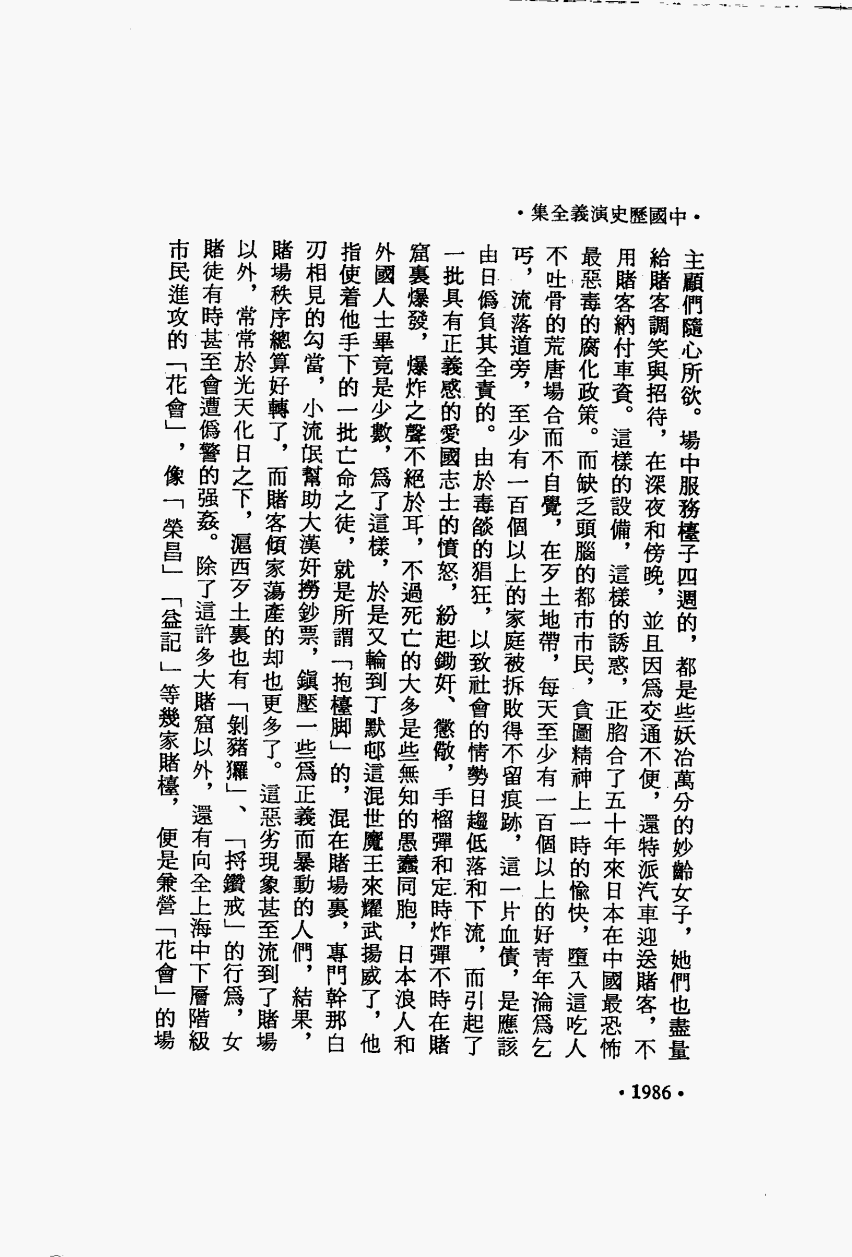 ·中國歷史演義全集·
主顧們隨心所欲。場中服務檯子四週的，都是些妖冶萬分的妙齡女子，她們也盡量
給賭客調笑與招待，在深夜和傍晚，並且因爲交通不便，還特派汽車迎送賭客，不
用賭客納付車資。這樣的設備，這樣的誘惑，正脗合了五十年來日本在中國最恐怖
最惡毒的腐化政策。而缺乏頭腦的都市市民，貪圖精神上一時的愉快，墮入這吃人
不吐骨的荒唐場合而不自覺，在歹土地帶，每天至少有一百個以上的好青年淪爲乞
丐，流落道旁，至少有一百個以上的家庭被拆敗得不留痕跡，這一片血債，是應該
由日僞負其全責的。由於毒燄的猖狂，以致社會的情勢日趨低落和下流，而引起了
一批具有正義感的愛國志士的憤怒，紛起鋤奸、懲儆，手榴彈和定時炸彈不時在賭
窟裏爆發，爆炸之聲不絕於耳，不過死亡的大多是些無知的愚蠢同胞，日本浪人和
外國人士畢竟是少數，爲了這樣，於是又輪到丁默邨這混世魔王來耀武揚威了，他
指使着他手下的一批亡命之徒，就是所謂「抱檯脚」的，混在賭場裏，專門幹那白
刃相見的勾當，小流氓幫助大漢奸撈鈔票，鎭壓一些爲正義而暴動的人們，結果，
賭場秩序總算好轉了，而賭客傾家蕩產的却也更多了。這惡劣現象甚至流到了賭場
以外，常常於光天化日之下，滬西歹土裏也有「剝豬玀」、「捋鑽戒」的行爲，女
賭徒有時甚至會遭僞警的强姦。除了這許多大賭窟以外，還有向全上海中下層階級
市民進攻的「花會」，像「榮昌」「益記」等幾家賭檯，便是兼營「花會」的場
·1986·